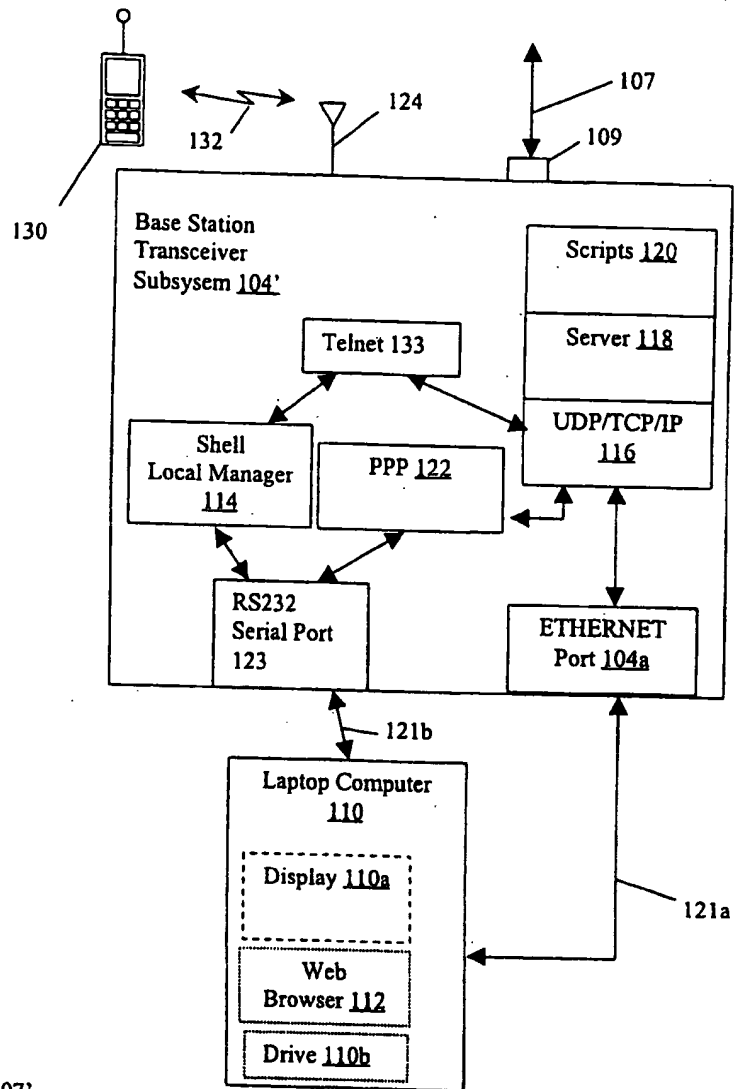 107
132
124
109
130
Base Station
Transceiver
Subsysem 104'
Scripts 120
Server 118
Telnet 133
UDP/TCP/IP
116
Shell
Local Manager
114
PPP 122
RS232
Serial Port
123
ETHERNET
Port 104a
121b
Laptop Computer
110
Display 110a
121a
Web
Browser 112
Drive 110b